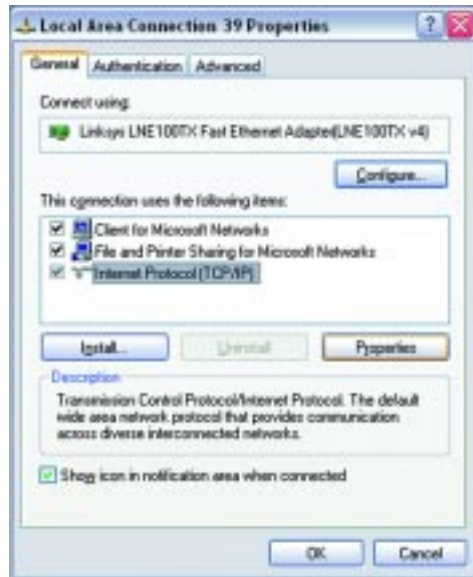 Local Area Connection 39 Properties
General Authentication Advanced
Connect using:
Linksys LNE100TX Fast Ethernet Adapter(LNE100TX v4)
Configure...
This connection uses the following items:
Client for Microsoft Networks
File and Printer Sharing for Microsoft Networks
Internet Protocol (TCP/IP)
Install... Uninstall Properties
Description
Transmission Control Protocol/Internet Protocol. The default
wide area network protocol that provides communication
across diverse interconnected networks.
Show icon in notification area when connected
OK Cancel